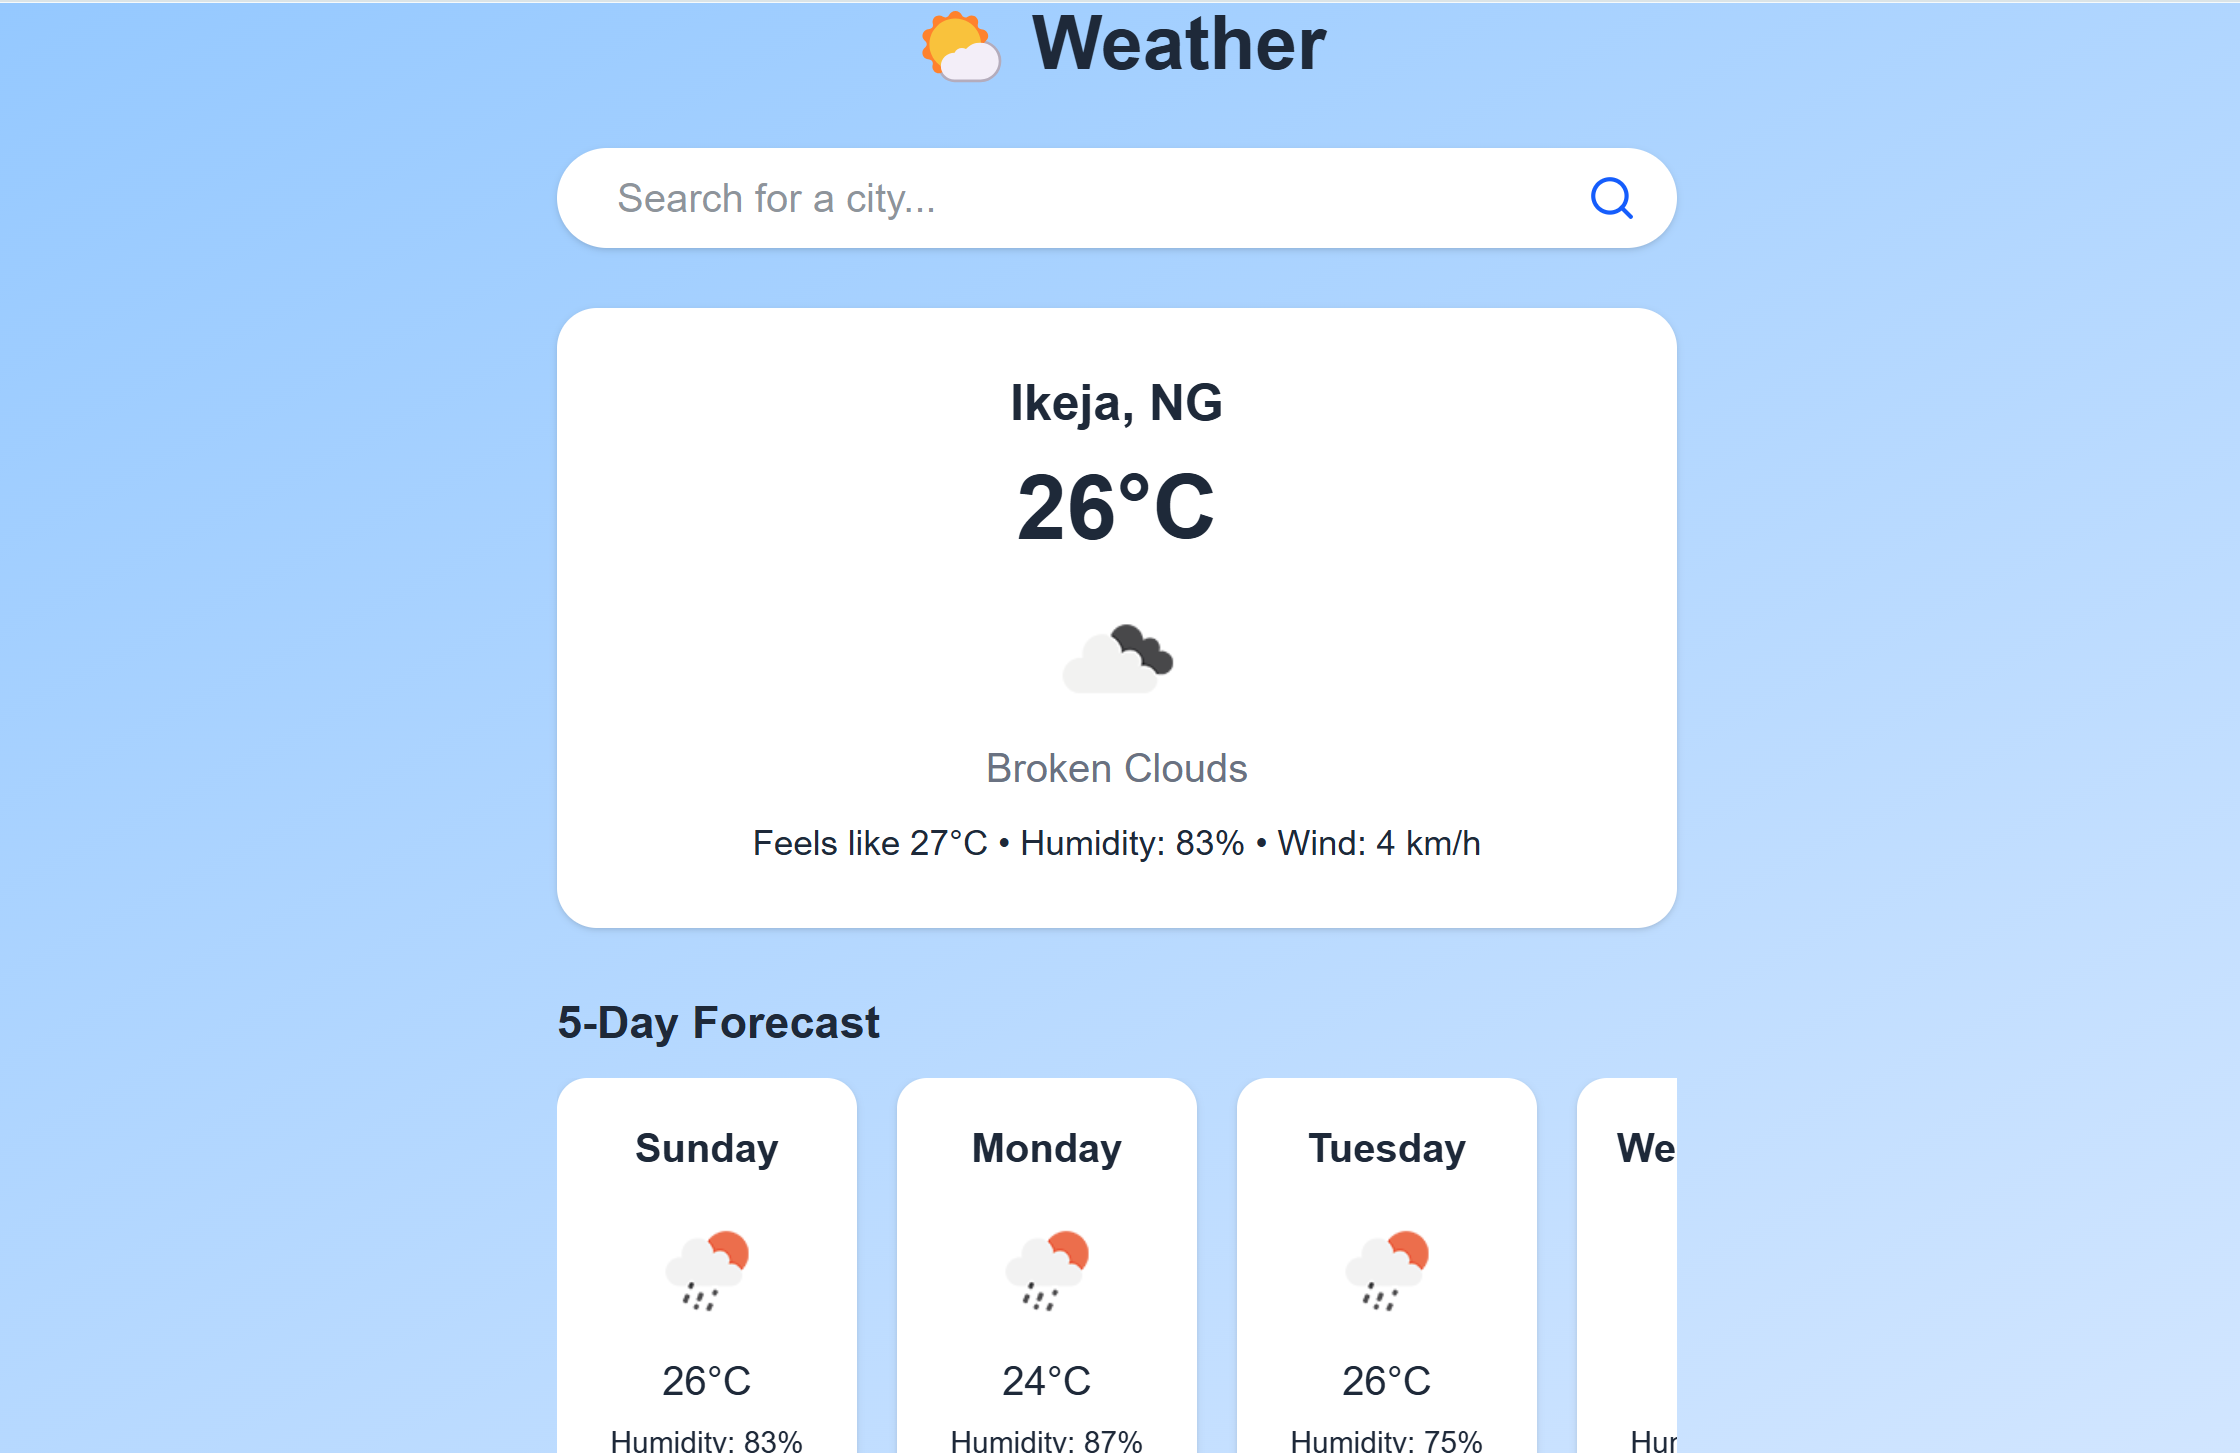 Weather
Search for a city...
Ikeja, NG
26°C
Broken Clouds
Feels like 27°C • Humidity: 83% • Wind: 4 km/h
5-Day Forecast
Sunday
26°C
Humidity: 83%
Monday
24°C
Humidity: 87%
Tuesday
26°C
Humidity: 75%
We
Hur